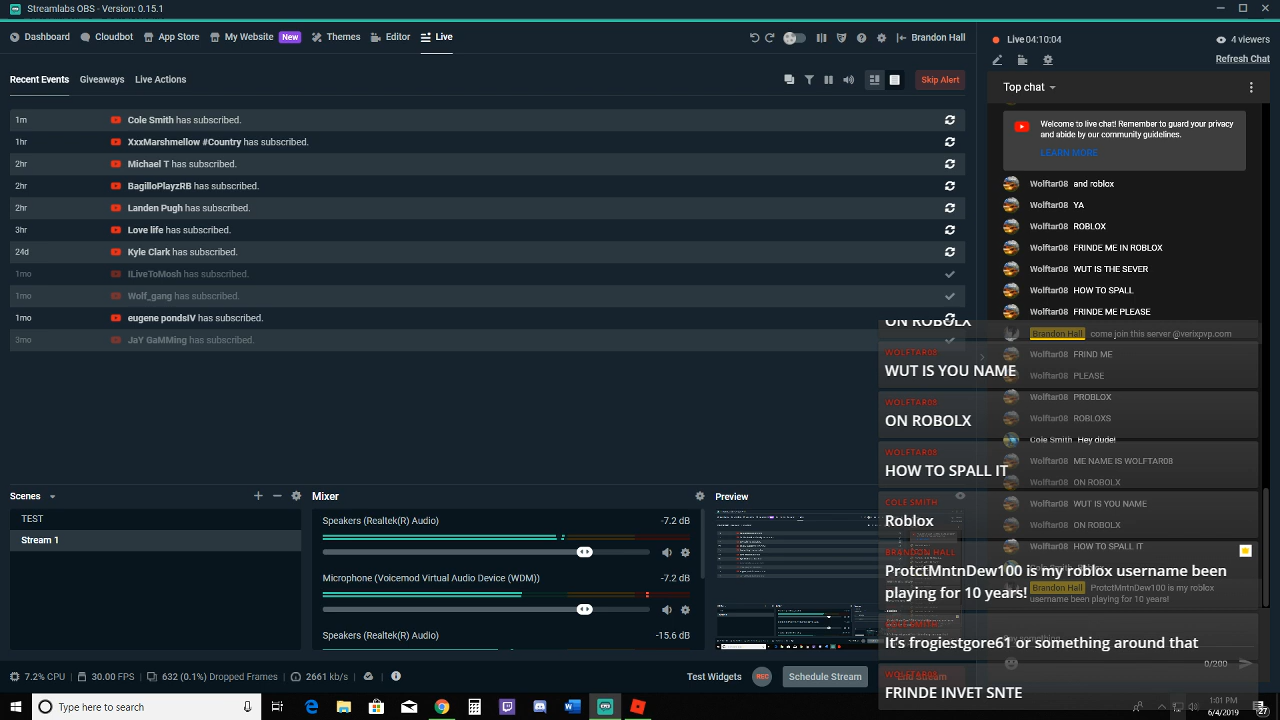 Streamlabs OBS - Version: 0.15.1
Dashboard Cloudbot App Store My Website New Themes Editor Live Brandon Hall
Recent Events Giveaways Live Actions Skip Alert
1m Cole Smith has subscribed.
1hr XxxMarshmellow #Country has subscribed.
2hr Michael T has subscribed.
2hr BagilloPlayzRB has subscribed.
2hr Landen Pugh has subscribed.
3hr Love life has subscribed.
24d Kyle Clark has subscribed.
1mo ILiveToMosh has subscribed.
1mo Wolf_gang has subscribed.
1mo eugene pondsIV has subscribed.
3mo JaY GaMMing has subscribed.
Scenes
TEST
Stream 1
Mixer
Speakers (Realtek(R) Audio) -7.2 dB
Microphone (Voicemod Virtual Audio Device (WDM)) -7.2 dB
Speakers (Realtek(R) Audio) -15.6 dB
Preview
Live 04:10:04 4 viewers
Refresh Chat
Top chat
Welcome to live chat! Remember to guard your privacy
and abide by our community guidelines.
LEARN MORE
Wolftar08 and roblox
Wolftar08 YA
Wolftar08 ROBLOX
Wolftar08 FRINDE ME IN ROBLOX
Wolftar08 WUT IS THE SEVER
Wolftar08 HOW TO SPALL
Wolftar08 FRINDE ME PLEASE
Brandon Hall come join this server @verixpvp.com
Wolftar08 FRIND ME
Wolftar08 PLEASE
Wolftar08 PROBLOX
Wolftar08 ROBLOXS
Cole Smith Hey dude!
Wolftar08 ME NAME IS WOLFTAR08
Wolftar08 ON ROBOLX
Wolftar08 WUT IS YOU NAME
Wolftar08 ON ROBOLX
Wolftar08 HOW TO SPALL IT
Brandon Hall ProtctMntnDew100 is my roblox
username been playing for 10 years!
0/200
ON ROBOLX
WOLFTAR08
WUT IS YOU NAME
WOLFTAR08
ON ROBOLX
WOLFTAR08
HOW TO SPALL IT
COLE SMITH
Roblox
BRANDON HALL
ProtctMntnDew100 is my roblox username been
playing for 10 years!
COLE SMITH
It's frogiestgore61 or something around that
WOLFTAR08
FRINDE INVET SNTE
7.2% CPU 30.00 FPS 632 (0.1%) Dropped Frames 2601 kb/s Test Widgets REC Schedule Stream End Stream
Type here to search
1:01 PM
6/4/2019
27